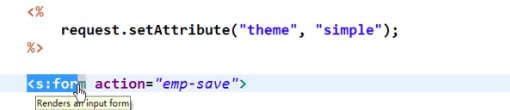 <%
request.setAttribute("theme", "simple");
%>
<s:form action="emp-save">
Renders an input form